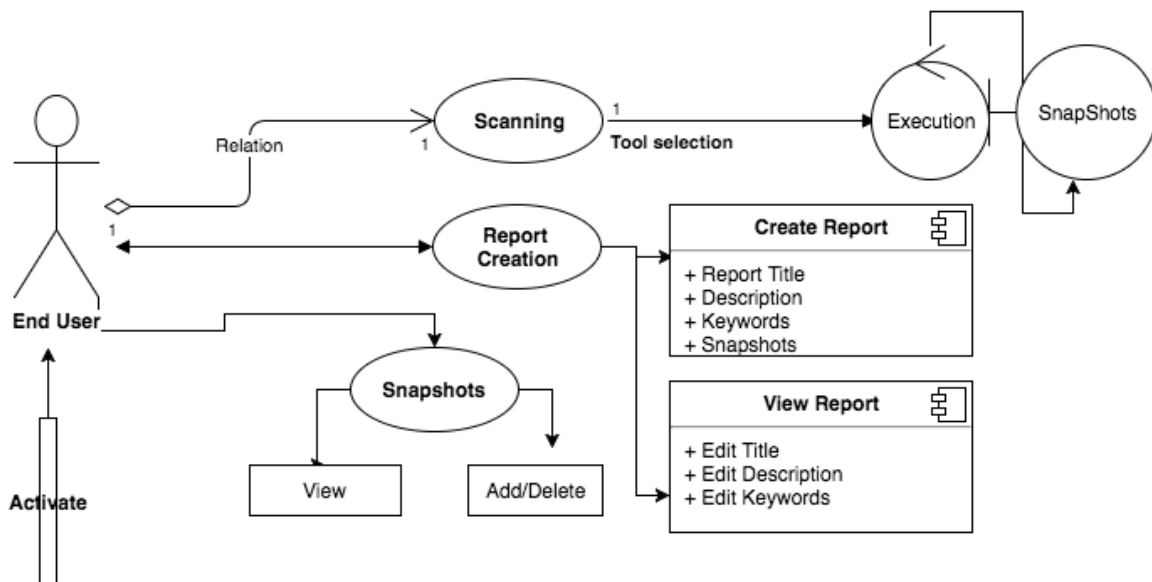 SnapShots
Execution
1
Scanning
Relation
1
Tool selection
1
Report
Creation
Create Report
+ Report Title
+ Description
+ Keywords
+ Snapshots
End User
Snapshots
View Report
+ Edit Title
+ Edit Description
+ Edit Keywords
View
Add/Delete
Activate